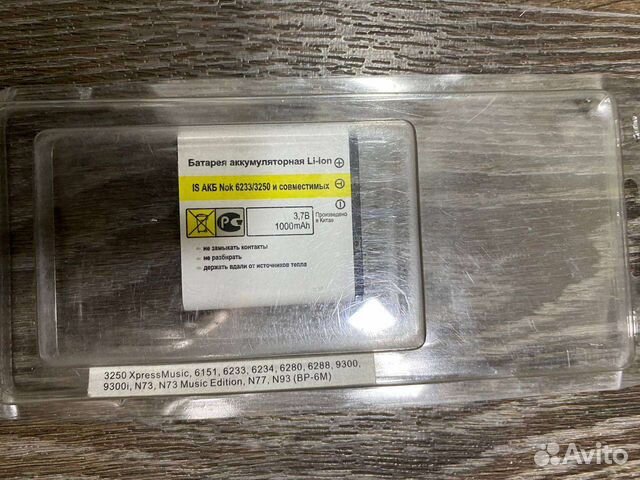 Батарея аккумуляторная Li-ion
IS АКБ Nok 6233/3250 и совместимых
3,7В
1000mAh
Произведено
в Китае
– не замыкать контакты
– не разбирать
– держать вдали от источников тепла
3250 XpressMusic, 6151, 6233, 6234, 6280, 6288, 9300,
9300i, N73, N73 Music Edition, N77, N93 (BP-6M)
Avito